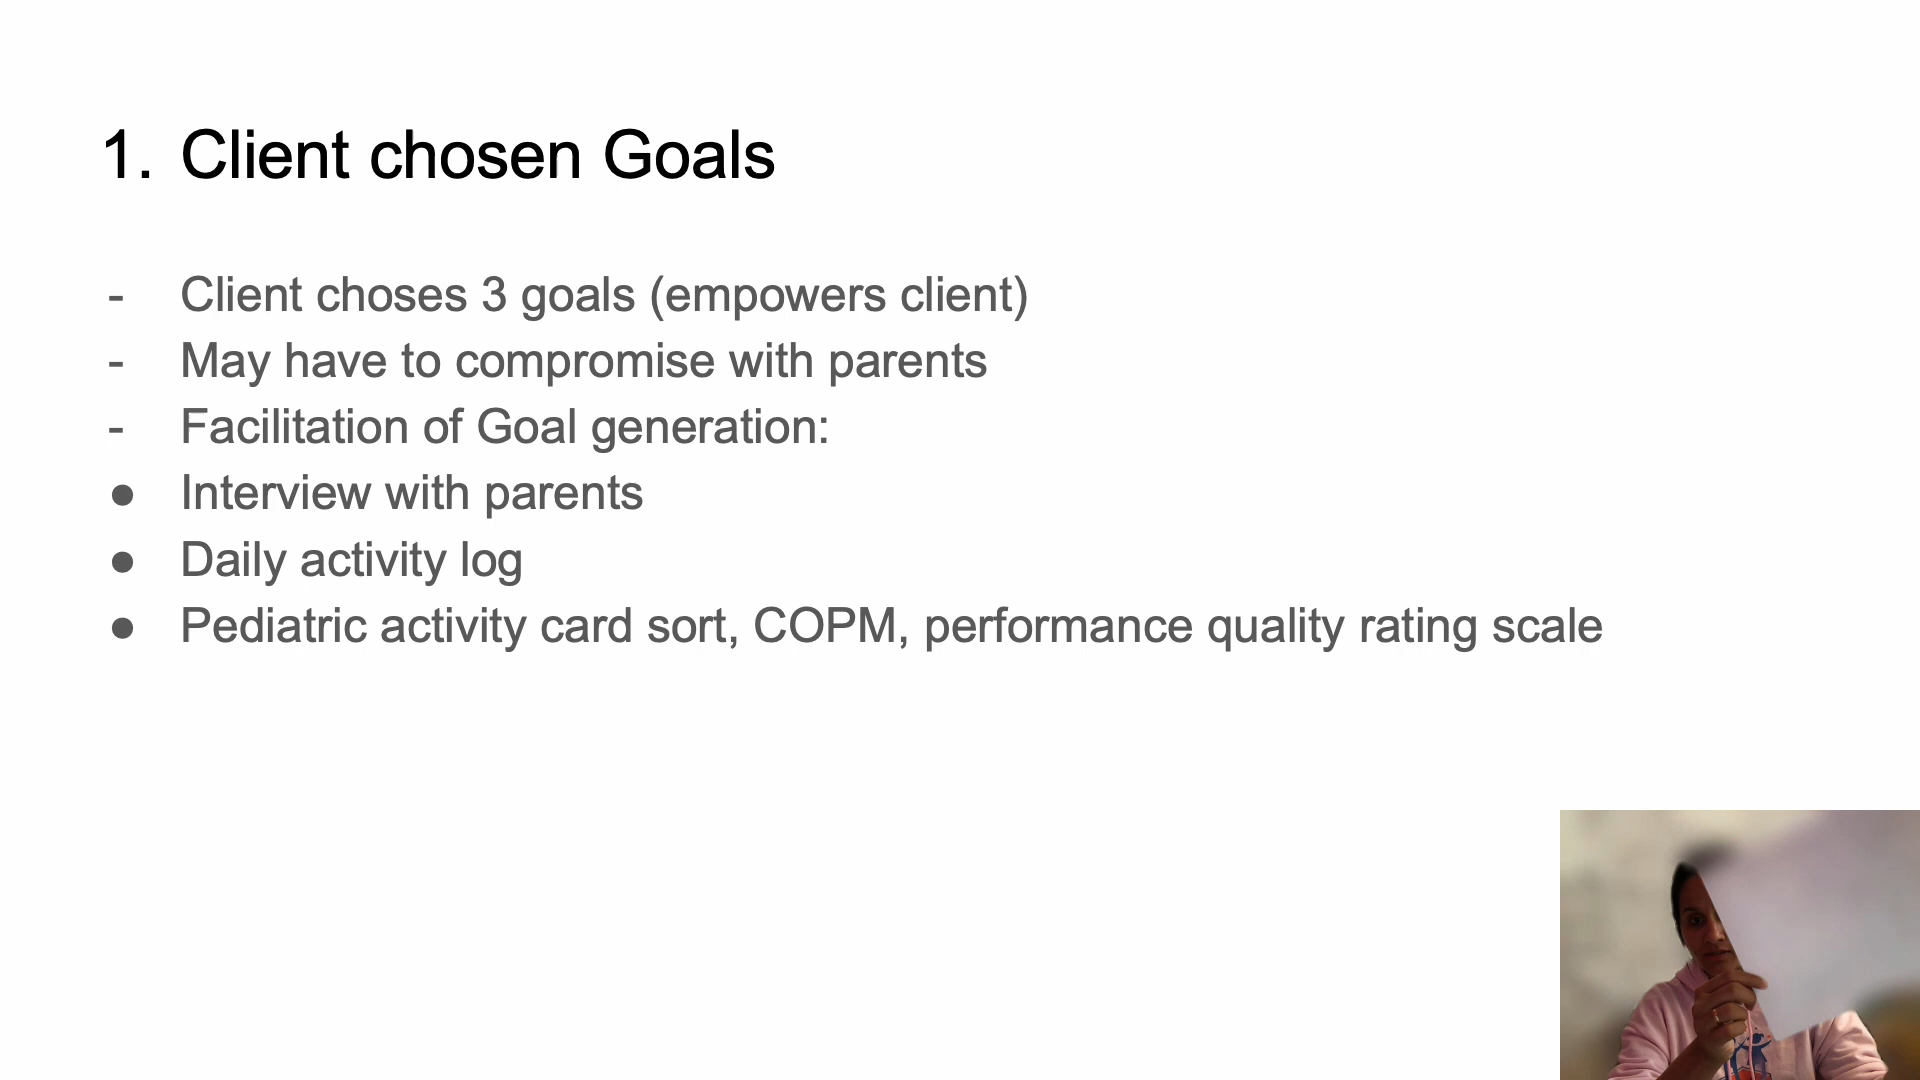 1. Client chosen Goals
- Client choses 3 goals (empowers client)
- May have to compromise with parents
- Facilitation of Goal generation:
● Interview with parents
● Daily activity log
● Pediatric activity card sort, COPM, performance quality rating scale